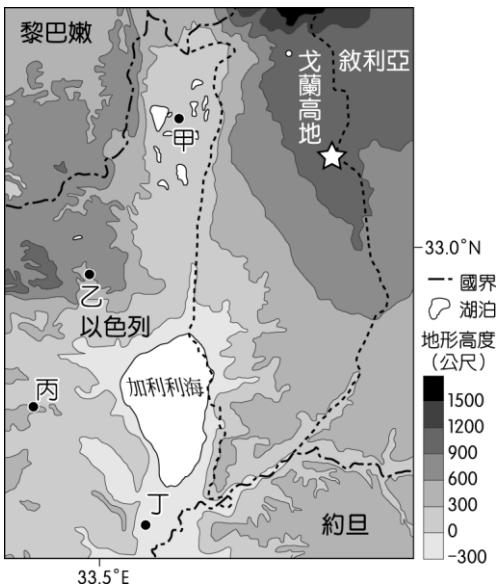 黎巴嫩
敘利亞
戈蘭高地
甲
33.0°N
乙
以色列
國界
湖泊
地形高度
(公尺)
丙
加利利海
1500
1200
900
600
300
0
-300
丁
約旦
33.5°E